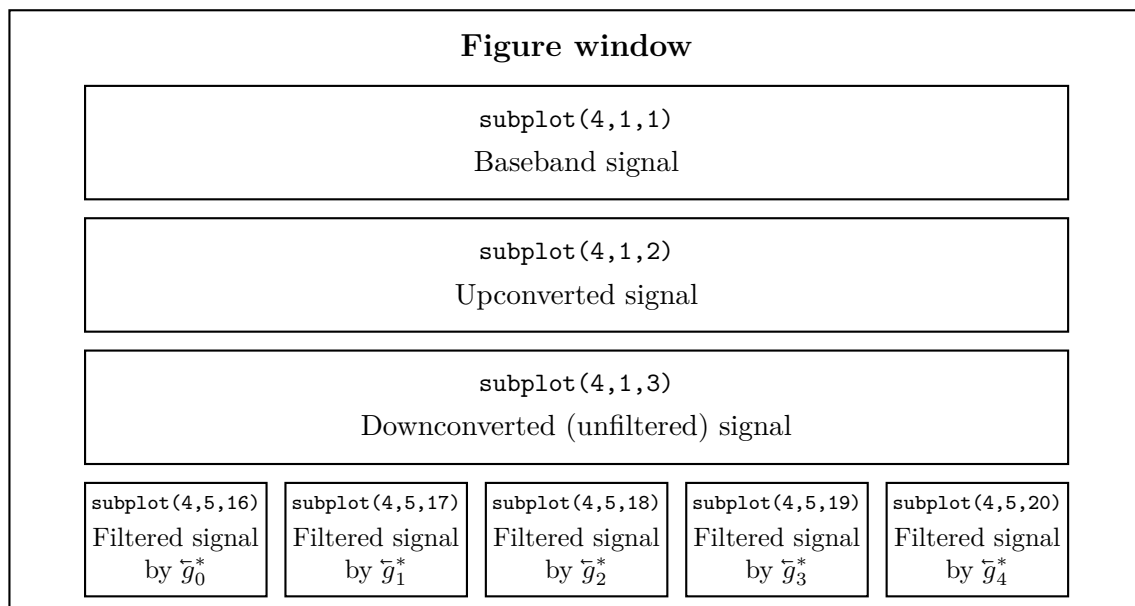 Figure window
subplot(4,1,1)
Baseband signal
subplot(4,1,2)
Upconverted signal
subplot(4,1,3)
Downconverted (unfiltered) signal
subplot(4,5,16)
Filtered signal
by g⃖₀*
subplot(4,5,17)
Filtered signal
by g⃖₁*
subplot(4,5,18)
Filtered signal
by g⃖₂*
subplot(4,5,19)
Filtered signal
by g⃖₃*
subplot(4,5,20)
Filtered signal
by g⃖₄*